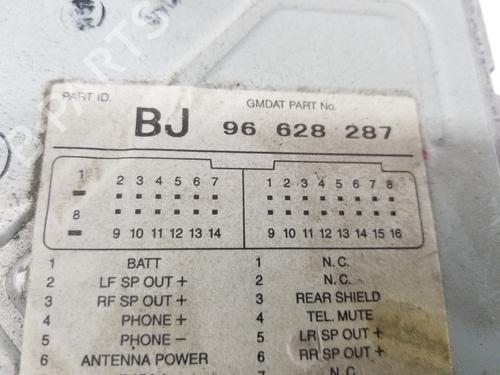 PART ID. GMDAT PART No.
BJ 96 628 287
1 2 3 4 5 6 7 1 2 3 4 5 6 7 8
8 9 10 11 12 13 14 9 10 11 12 13 14 15 16
1 BATT 1 N.C.
2 LF SP OUT + 2 N.C.
3 RF SP OUT + 3 REAR SHIELD
4 PHONE + 4 TEL. MUTE
5 PHONE − 5 LR SP OUT +
6 ANTENNA POWER 6 RR SP OUT +
7 N.C.